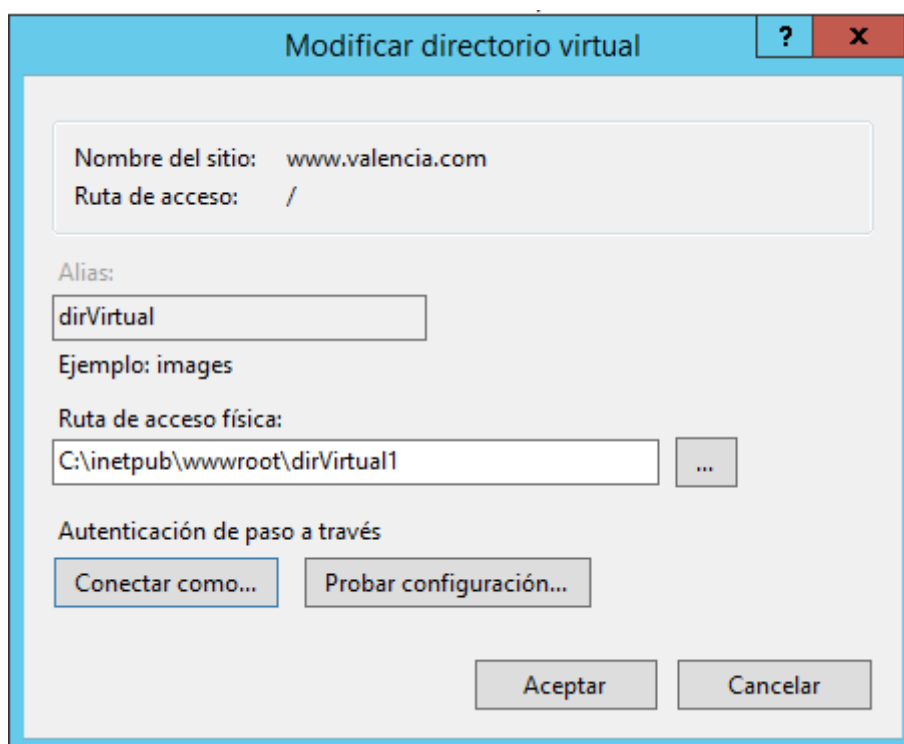 Modificar directorio virtual
?
x
Nombre del sitio: www.valencia.com
Ruta de acceso: /
Alias:
dirVirtual
Ejemplo: images
Ruta de acceso física:
C:\inetpub\wwwroot\dirVirtual1
...
Autenticación de paso a través
Conectar como... Probar configuración...
Aceptar Cancelar